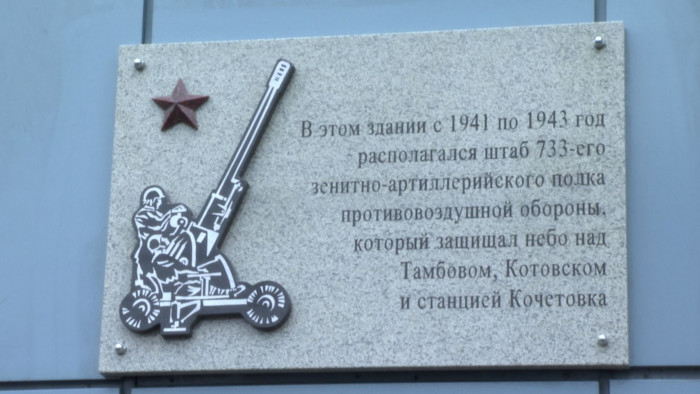 В этом здании с 1941 по 1943 год
располагался штаб 733-его
зенитно-артиллерийского полка
противовоздушной обороны,
который защищал небо над
Тамбовом, Котовском
и станцией Кочетовка